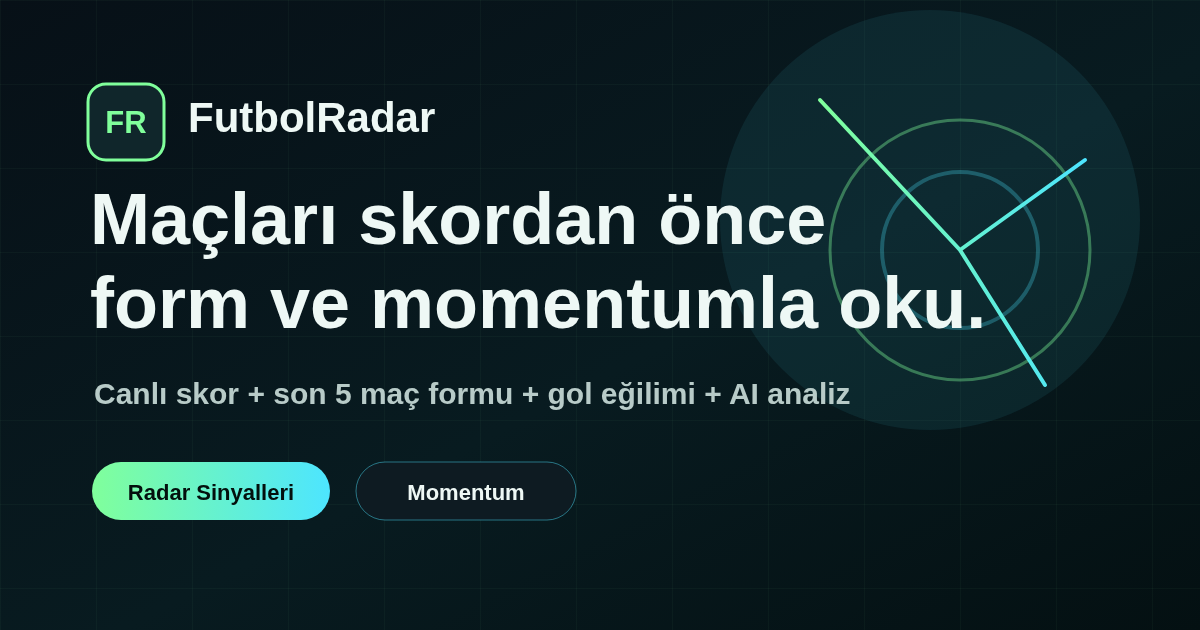 FR
FutbolRadar
Maçları skordan önce
form ve momentumla oku.
Canlı skor + son 5 maç formu + gol eğilimi + AI analiz
Radar Sinyalleri
Momentum